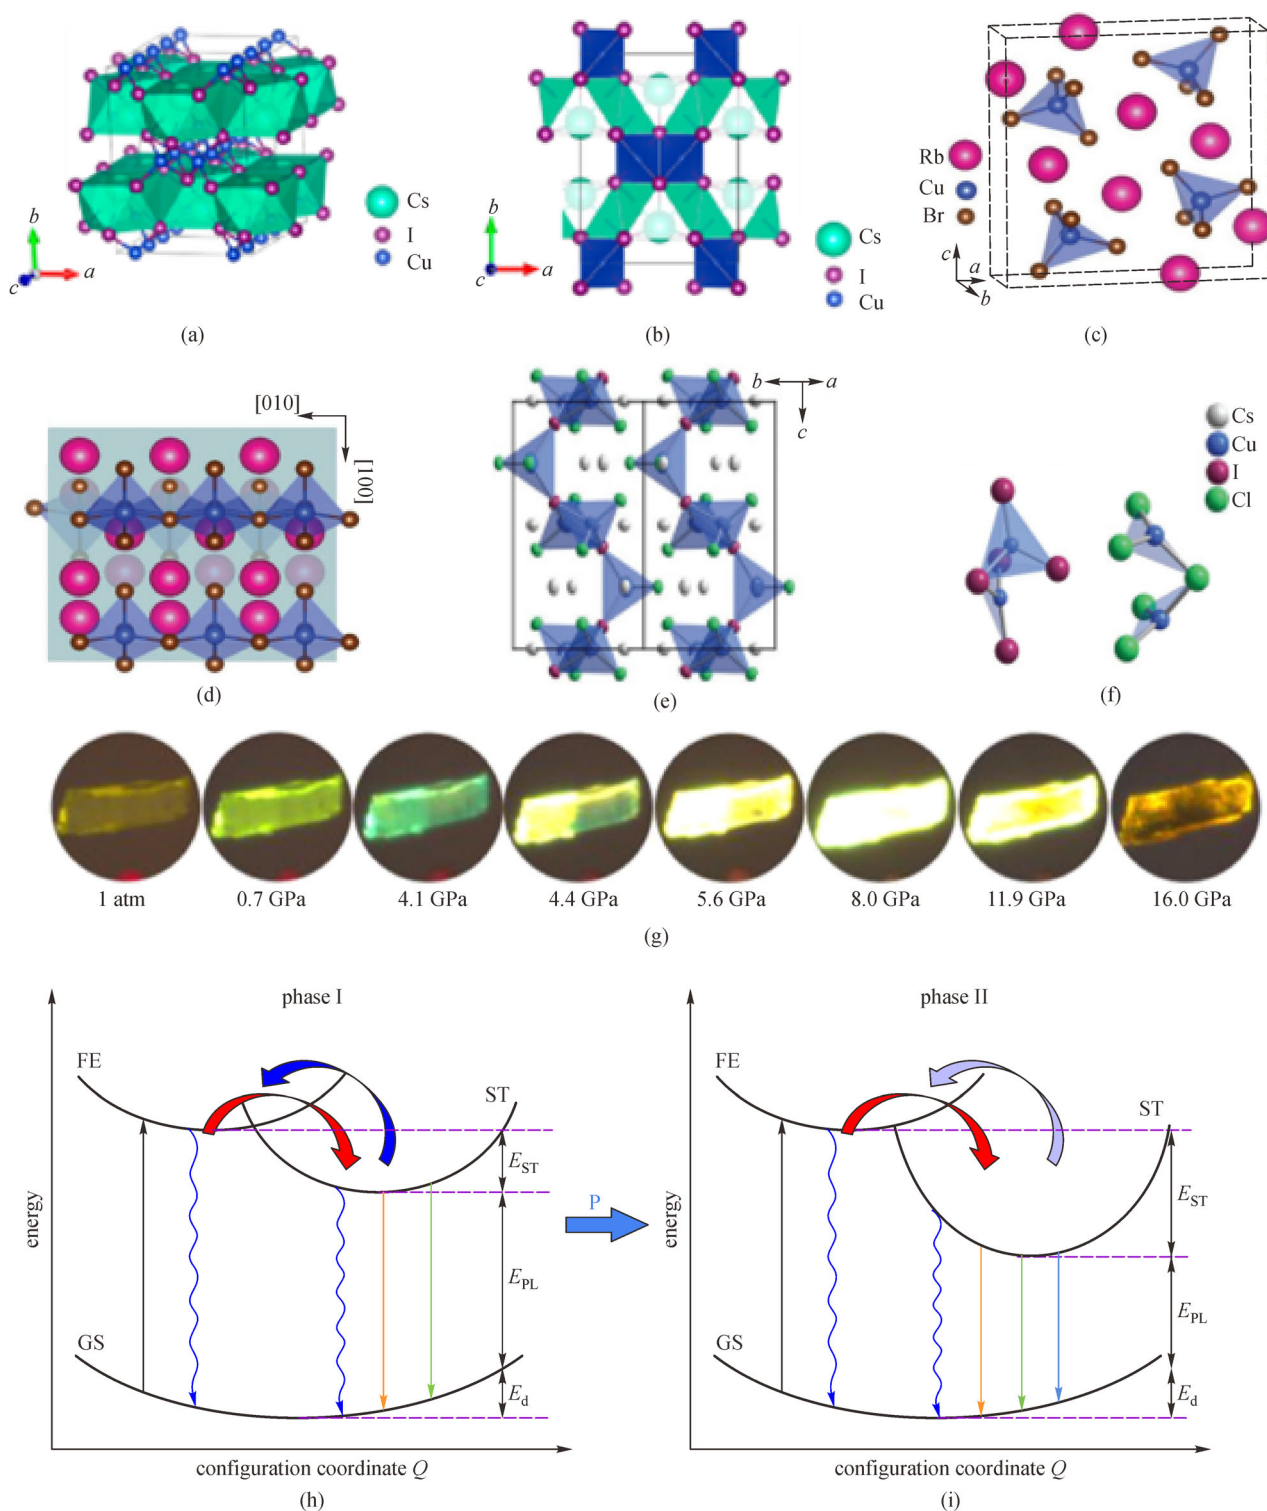 b
a
c
Cs
I
Cu
(a)
b
a
c
Cs
I
Cu
(b)
Rb
Cu
Br
c
a
b
(c)
[010]
[100]
(d)
b
a
c
(e)
Cs
Cu
I
Cl
(f)
1 atm
0.7 GPa
4.1 GPa
4.4 GPa
5.6 GPa
8.0 GPa
11.9 GPa
16.0 GPa
(g)
phase I
FE
ST
E_ST
E_PL
GS
E_d
energy
configuration coordinate Q
(h)
P
phase II
FE
ST
E_ST
E_PL
GS
E_d
energy
configuration coordinate Q
(i)